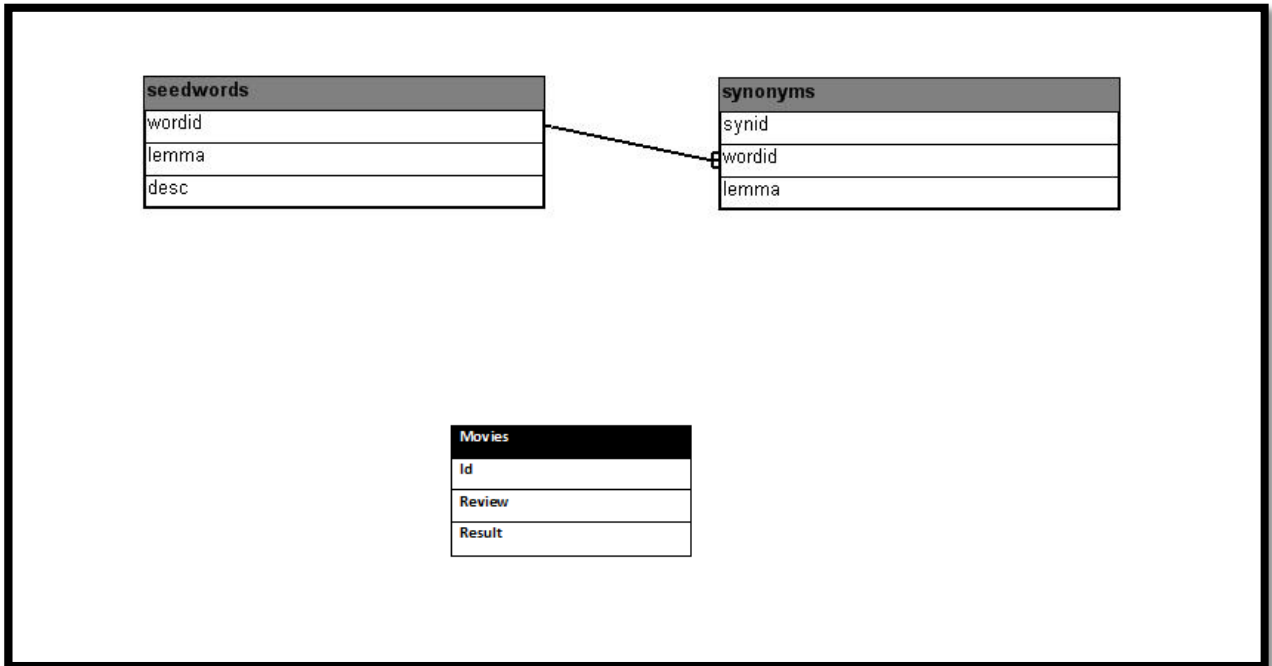 seedwords
wordid
lemma
desc
synonyms
synid
wordid
lemma
Movies
Id
Review
Result